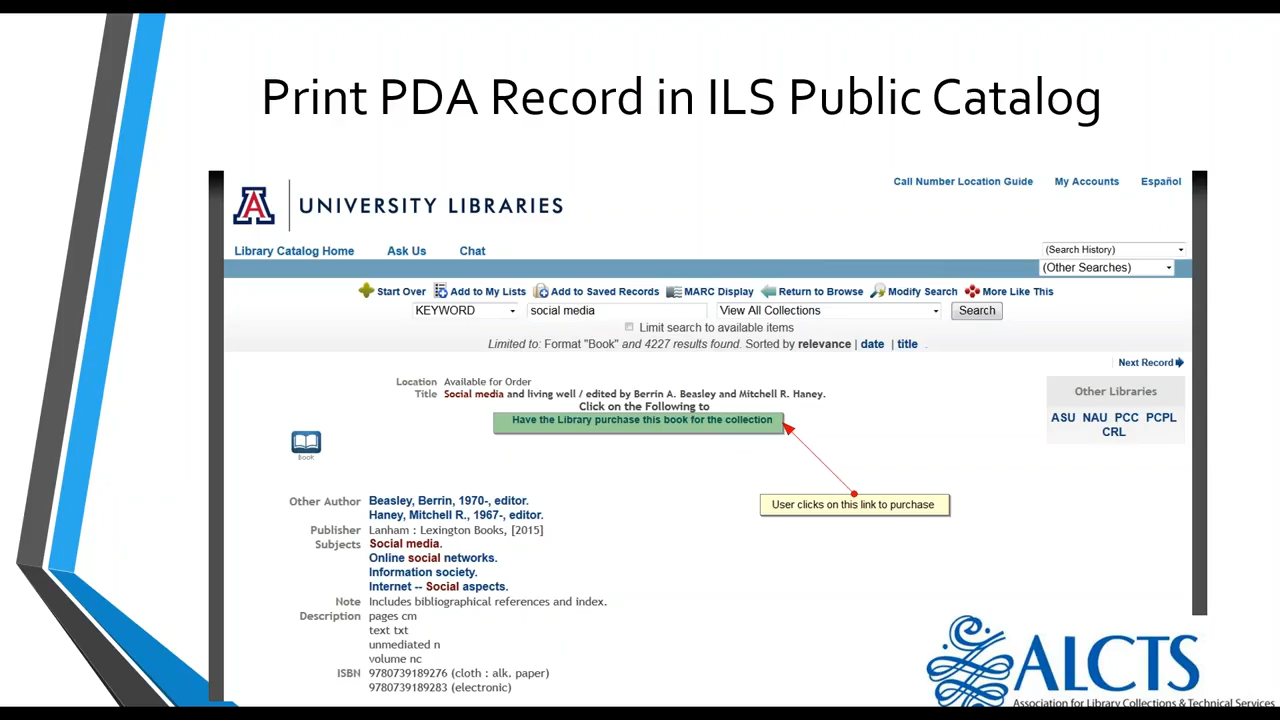 Print PDA Record in ILS Public Catalog
Call Number Location Guide My Accounts Español
A UNIVERSITY LIBRARIES
Library Catalog Home Ask Us Chat
(Search History)
(Other Searches)
Start Over Add to My Lists Add to Saved Records MARC Display Return to Browse Modify Search More Like This
KEYWORD social media View All Collections Search
Limit search to available items
Limited to: Format "Book" and 4227 results found. Sorted by relevance | date | title .
Next Record
Location Available for Order
Title Social media and living well / edited by Berrin A. Beasley and Mitchell R. Haney.
Click on the Following to
Have the Library purchase this book for the collection
Other Libraries
ASU NAU PCC PCPL
CRL
Book
User clicks on this link to purchase
Other Author Beasley, Berrin, 1970-, editor.
Haney, Mitchell R., 1967-, editor.
Publisher Lanham : Lexington Books, [2015]
Subjects Social media.
Online social networks.
Information society.
Internet -- Social aspects.
Note Includes bibliographical references and index.
Description pages cm
text txt
unmediated n
volume nc
ISBN 9780739189276 (cloth : alk. paper)
9780739189283 (electronic)
ALCTS
Association for Library Collections & Technical Services